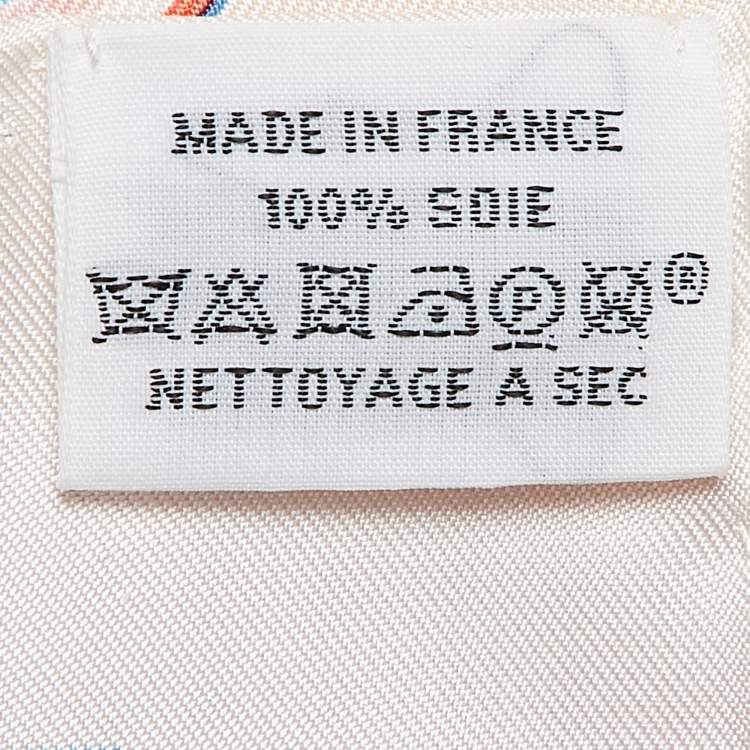 MADE IN FRANCE
100% SOIE
P ®
NETTOYAGE A SEC